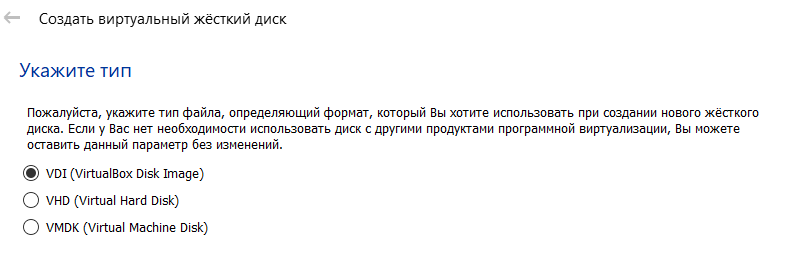 Создать виртуальный жёсткий диск
Укажите тип
Пожалуйста, укажите тип файла, определяющий формат, который Вы хотите использовать при создании нового жёсткого
диска. Если у Вас нет необходимости использовать диск с другими продуктами программной виртуализации, Вы можете
оставить данный параметр без изменений.
VDI (VirtualBox Disk Image)
VHD (Virtual Hard Disk)
VMDK (Virtual Machine Disk)